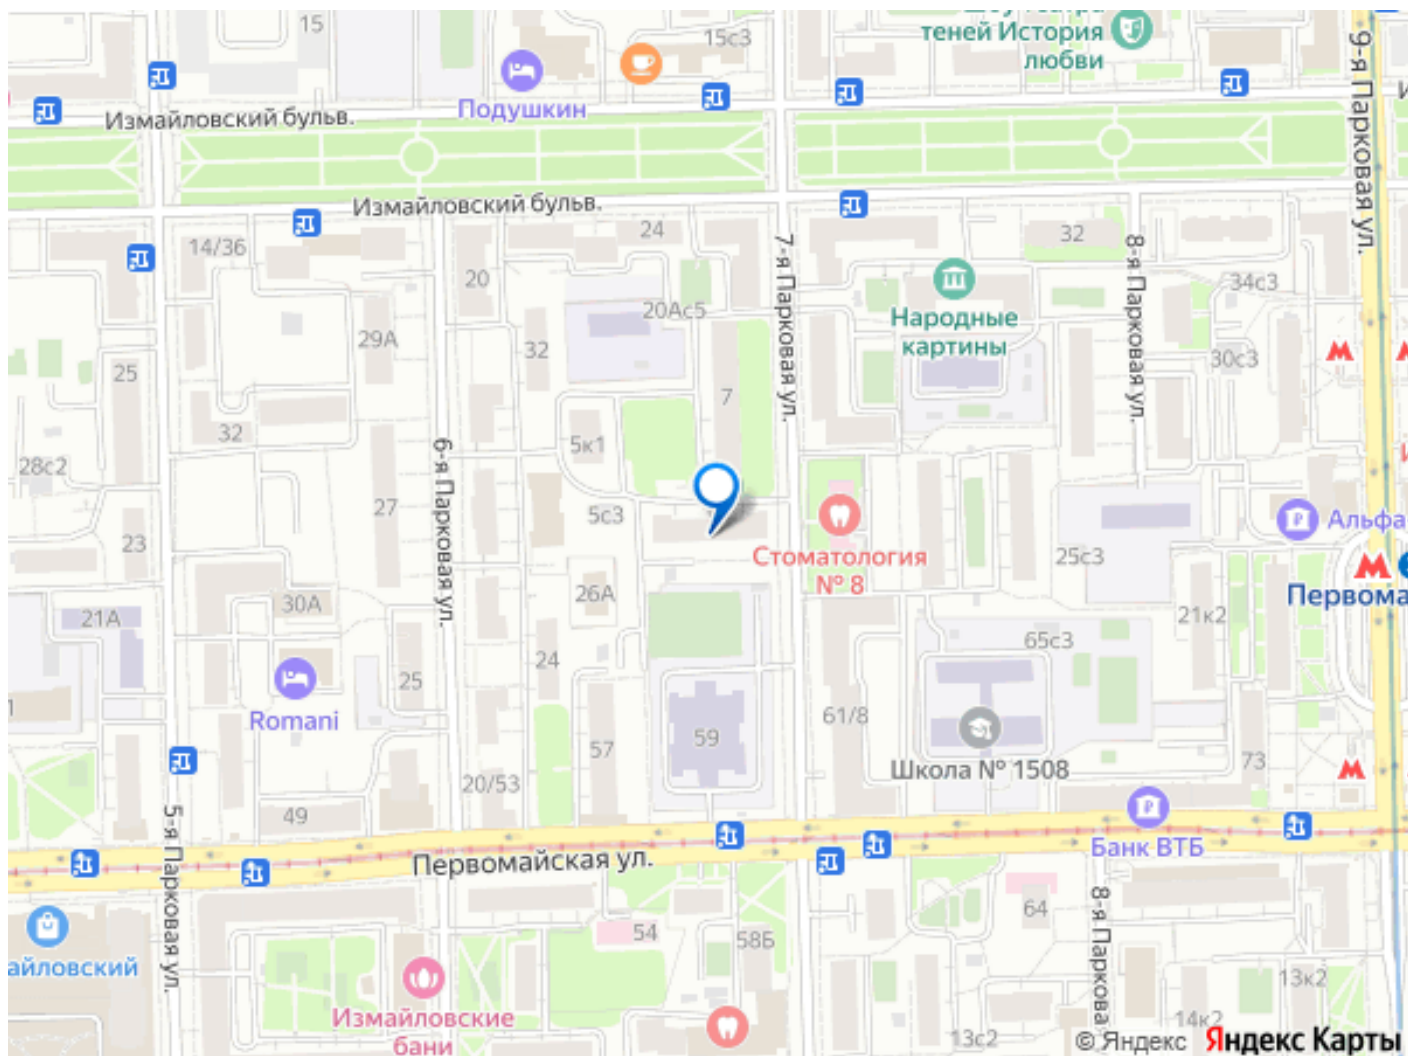 15
15с3
теней История
любви
Подушкин
Измайловский бульв.
9-я Парковая ул.
Измайловский бульв.
14/36
20
24
7-я Парковая ул.
32
8-я Парковая ул.
34с3
20Ас5
Народные
картины
29А
32
30с3
25
7
32
5к1
28с2
6-я Парковая ул.
27
5с3
23
Стоматология
№ 8
Альфа-
25с3
Первома
26А
30А
21А
21к2
65с3
24
25
Romani
61/8
59
57
Школа № 1508
73
20/53
49
5-я Парковая ул.
Первомайская ул.
Банк ВТБ
64
8-я Паркова
54
58Б
айловский
13к2
Измайловские
бани
13с2
14к2
© Яндекс Яндекс Карты